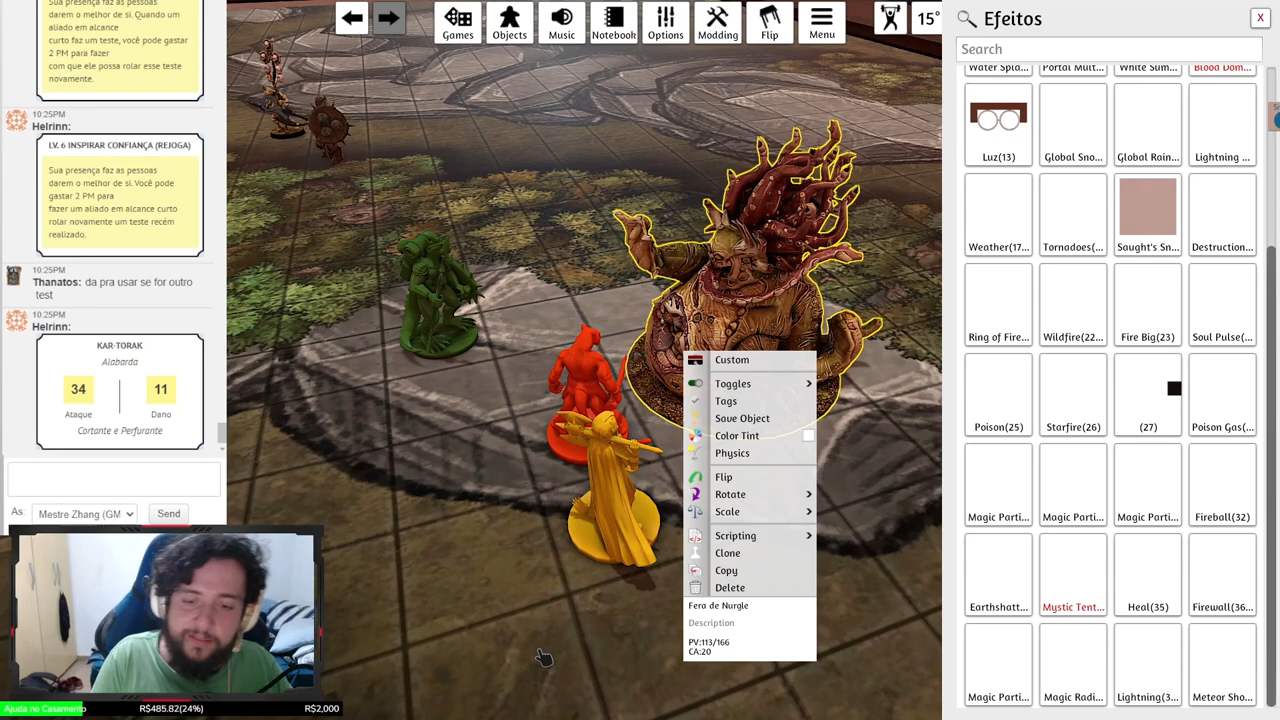 Sua presença faz as pessoas
darem o melhor de si. Quando um
aliado em alcance
curto faz um teste, você pode gastar
2 PM para fazer
com que ele possa rolar esse teste
novamente.
10:25PM
Heirinn:
LV. 6 INSPIRAR CONFIANÇA (REJOGA)
Sua presença faz as pessoas
darem o melhor de si. Você pode
gastar 2 PM para
fazer um aliado em alcance curto
rolar novamente um teste recém
realizado.
10:25PM
Thanatos: da pra usar se for outro
test
10:25PM
Heirinn:
KAR-TORAK
Alabarda
34
11
Ataque
Dano
Cortante e Perfurante
As:
Mestre Zhang (GM
Send
Ajuda no Casamento
R$485.82(24%)
R$2,000
Games
Objects
Music
Notebook
Options
Modding
Flip
Menu
15°
Custom
Toggles
Tags
Save Object
Color Tint
Physics
Flip
Rotate
Scale
Scripting
Clone
Copy
Delete
Fera de Nurgle
Description
PV:113/166
CA:20
Efeitos
X
Search
Water Spla...
Portal Mult...
White Sum...
Blood Dom...
Luz(13)
Global Sno...
Global Rain...
Lightning ...
Weather(17...
Tornadoes(...
Saught's Sn...
Destruction...
Ring of Fire...
Wildfire(22...
Fire Big(23)
Soul Pulse(...
Poison(25)
Starfire(26)
(27)
Poison Gas(...
Magic Parti...
Magic Parti...
Magic Parti...
Fireball(32)
Earthshatt...
Mystic Tent...
Heal(35)
Firewall(36...
Magic Parti...
Magic Radi...
Lightning(3...
Meteor Sho...